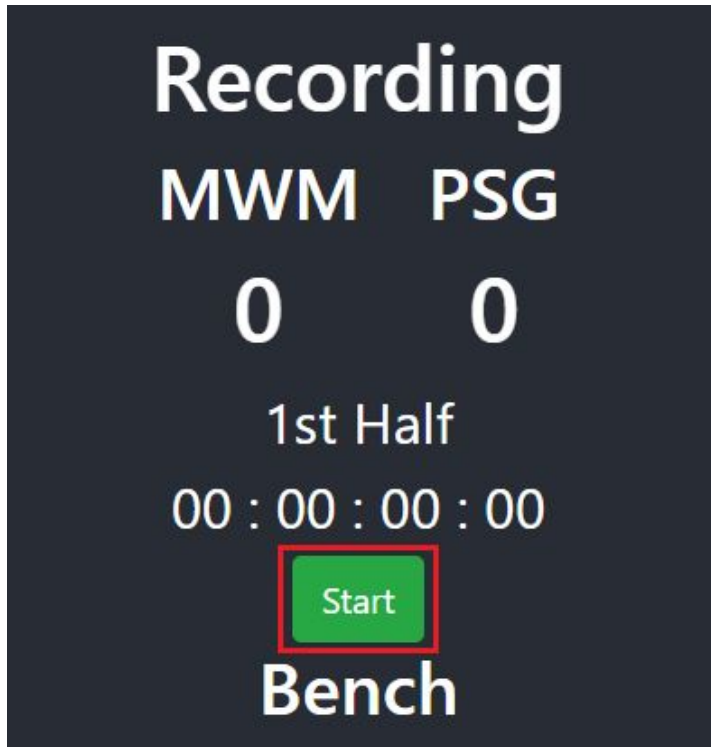 Recording
MWM PSG
0 0
1st Half
00 : 00 : 00 : 00
Start
Bench